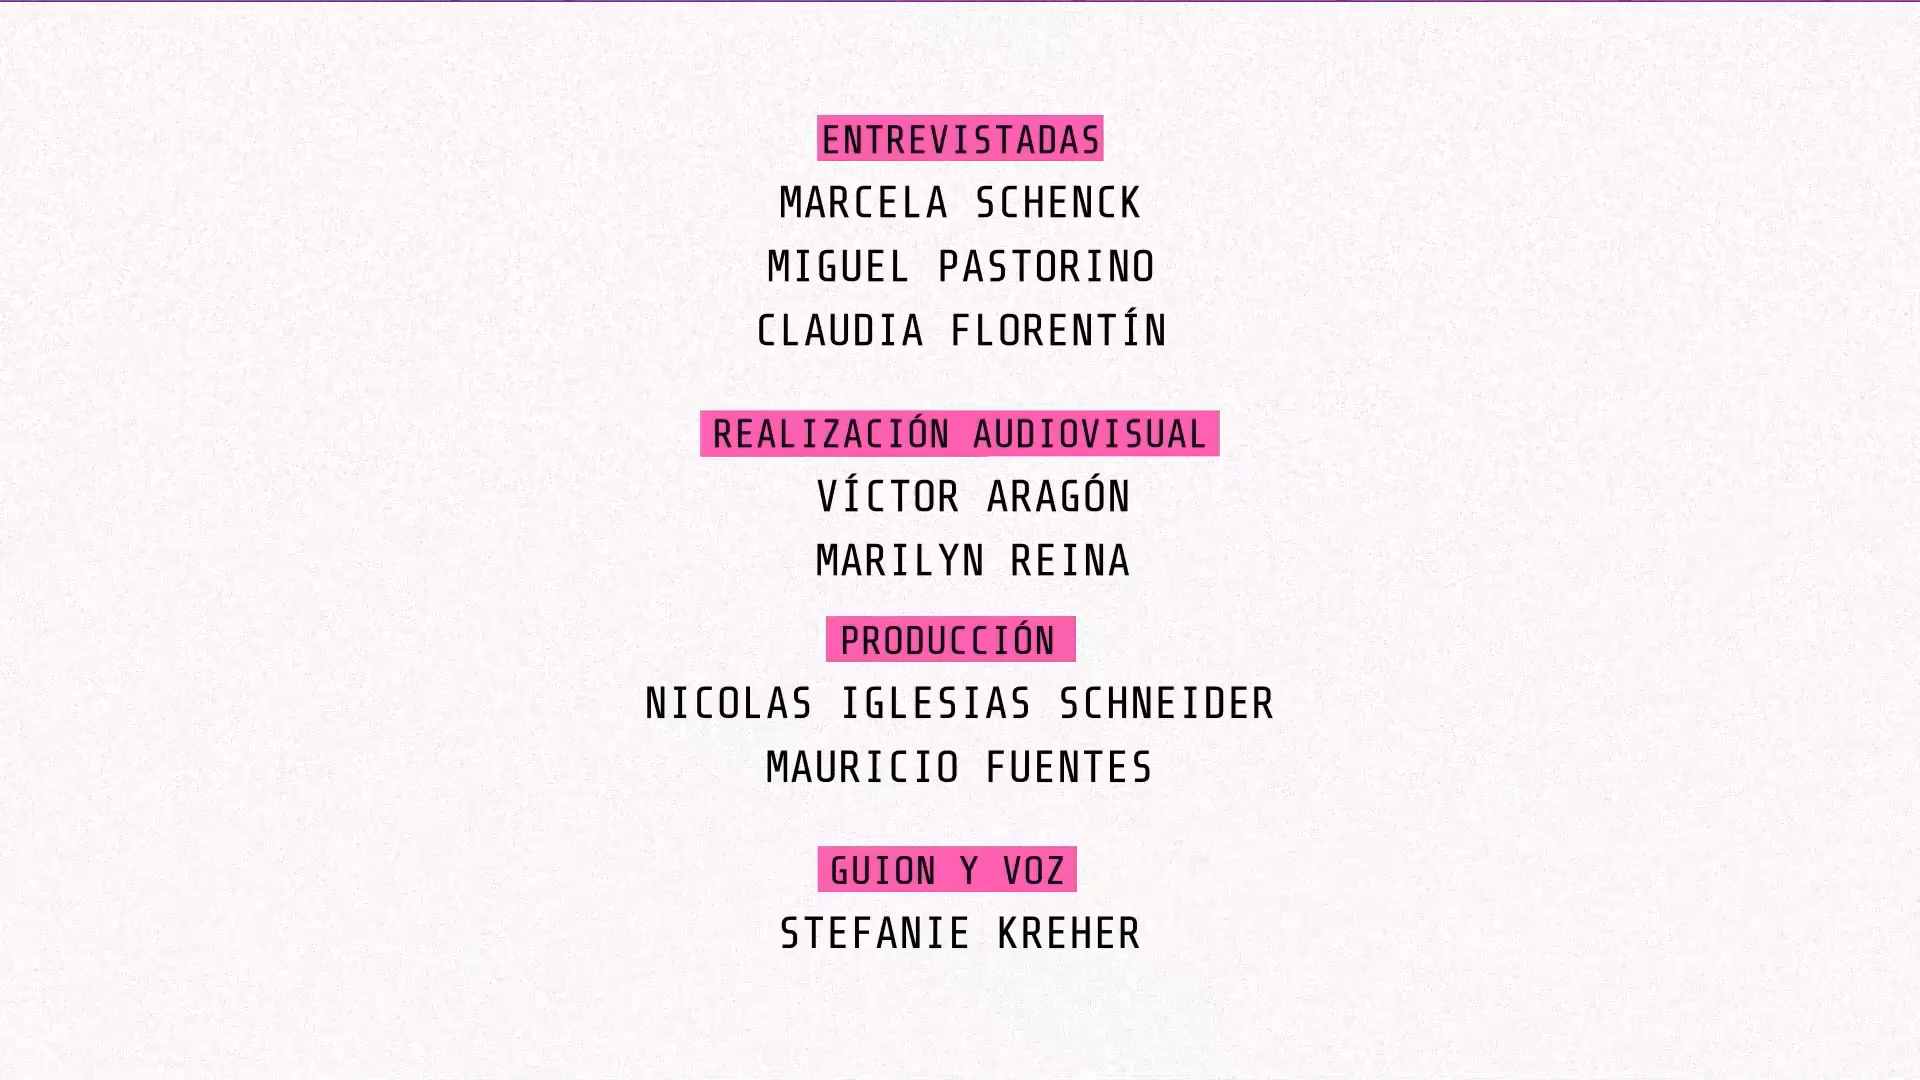 ENTREVISTADAS
MARCELA SCHENCK
MIGUEL PASTORINO
CLAUDIA FLORENTÍN
REALIZACIÓN AUDIOVISUAL
VÍCTOR ARAGÓN
MARILYN REINA
PRODUCCIÓN
NICOLAS IGLESIAS SCHNEIDER
MAURICIO FUENTES
GUION Y VOZ
STEFANIE KREHER